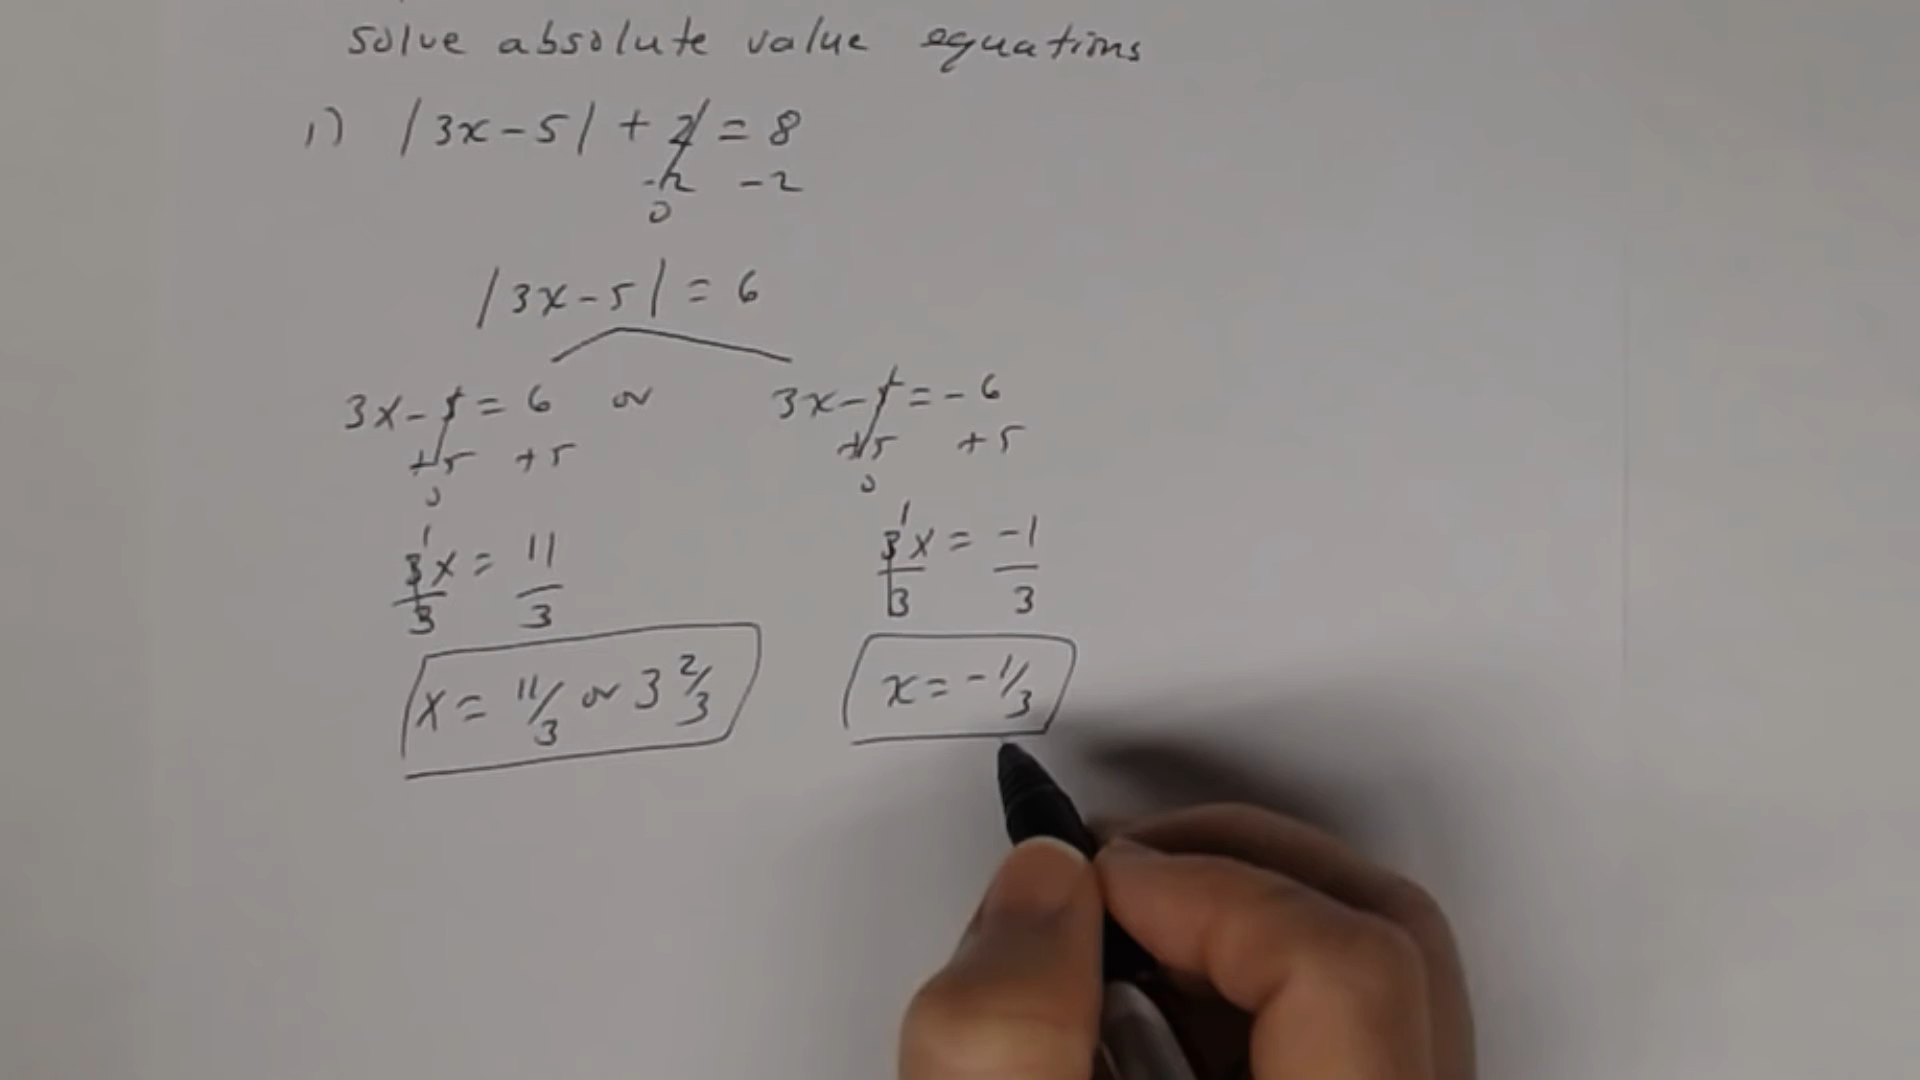 solve absolute value equations
1) |3x-5| + 2 = 8
-2 -2
0
|3x-5| = 6
3x-5 = 6 or 3x-5 = -6
+5 +5 +5 +5
0 0
1 1
3x = 11 3x = -1
3 3 3 3
x = 11/3 or 3 2/3 x = -1/3